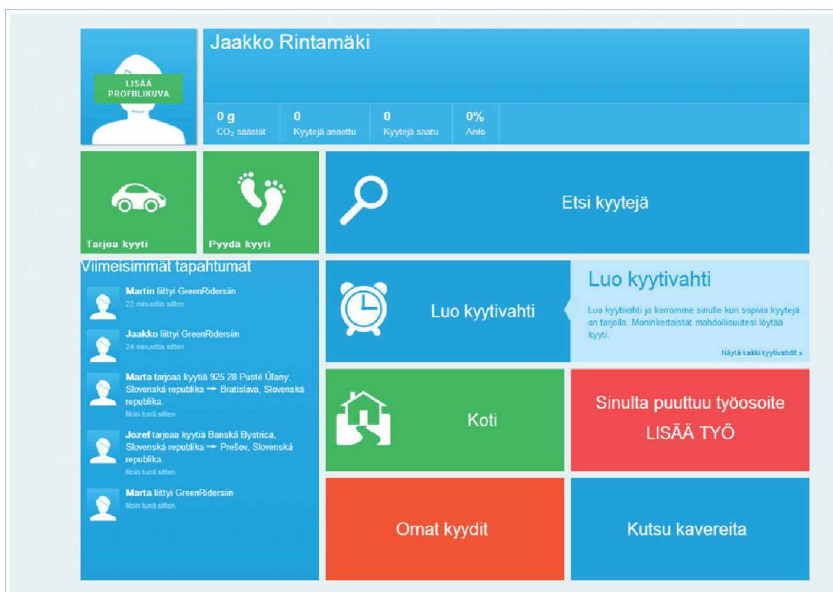 Jaakko Rintamäki
LISÄÄ
PROFIILIKUVA
0 g
CO₂ säästöt
0
Kyytejä annettu
0
Kyytejä saatu
0%
Arvio
Tarjoa kyyti
Pyydä kyyti
Etsi kyytejä
Viimeisimmät tapahtumat
Martin liittyi GreenRidersiin
22 minuuttia sitten
Jaakko liittyi GreenRidersiin
24 minuuttia sitten
Marta tarjoaa kyytiä 925 28 Pusté Úľany,
Slovenská republika → Bratislava, Slovenská
republika.
Noin tunti sitten
Jozef tarjoaa kyytiä Banská Bystrica,
Slovenská republika → Prešov, Slovenská
republika.
Noin tunti sitten
Marta liittyi GreenRidersiin
Noin tunti sitten
Luo kyytivahti
Luo kyytivahti
Luo kyytivahti ja kerromme sinulle kun sopivia kyytejä
on tarjolla. Moninkertaistat mahdollisuutesi löytää
kyyti.
Näytä kaikki kyytivahdit »
Koti
Sinulta puuttuu työosoite
LISÄÄ TYÖ
Omat kyydit
Kutsu kavereita